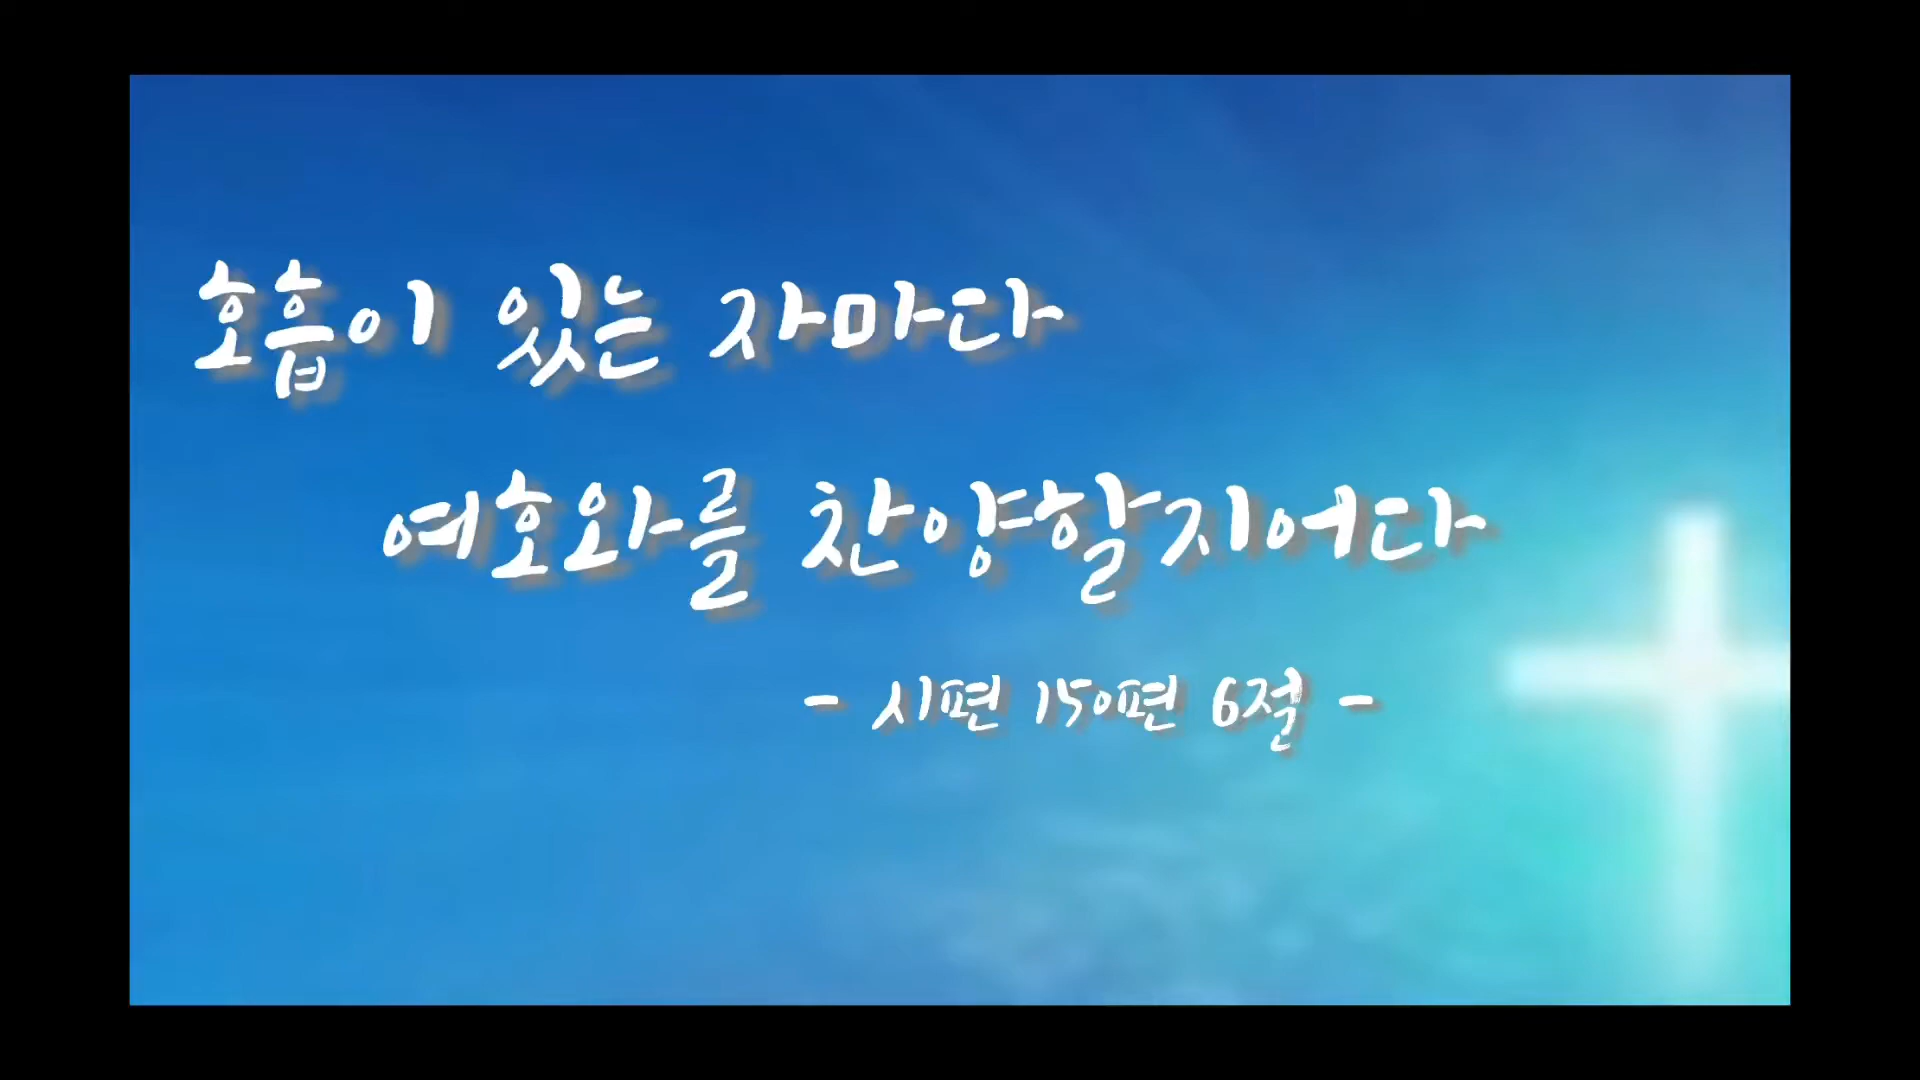 호흡이 있는 자마다
여호와를 찬양할지어다
- 시편 150편 6절 -